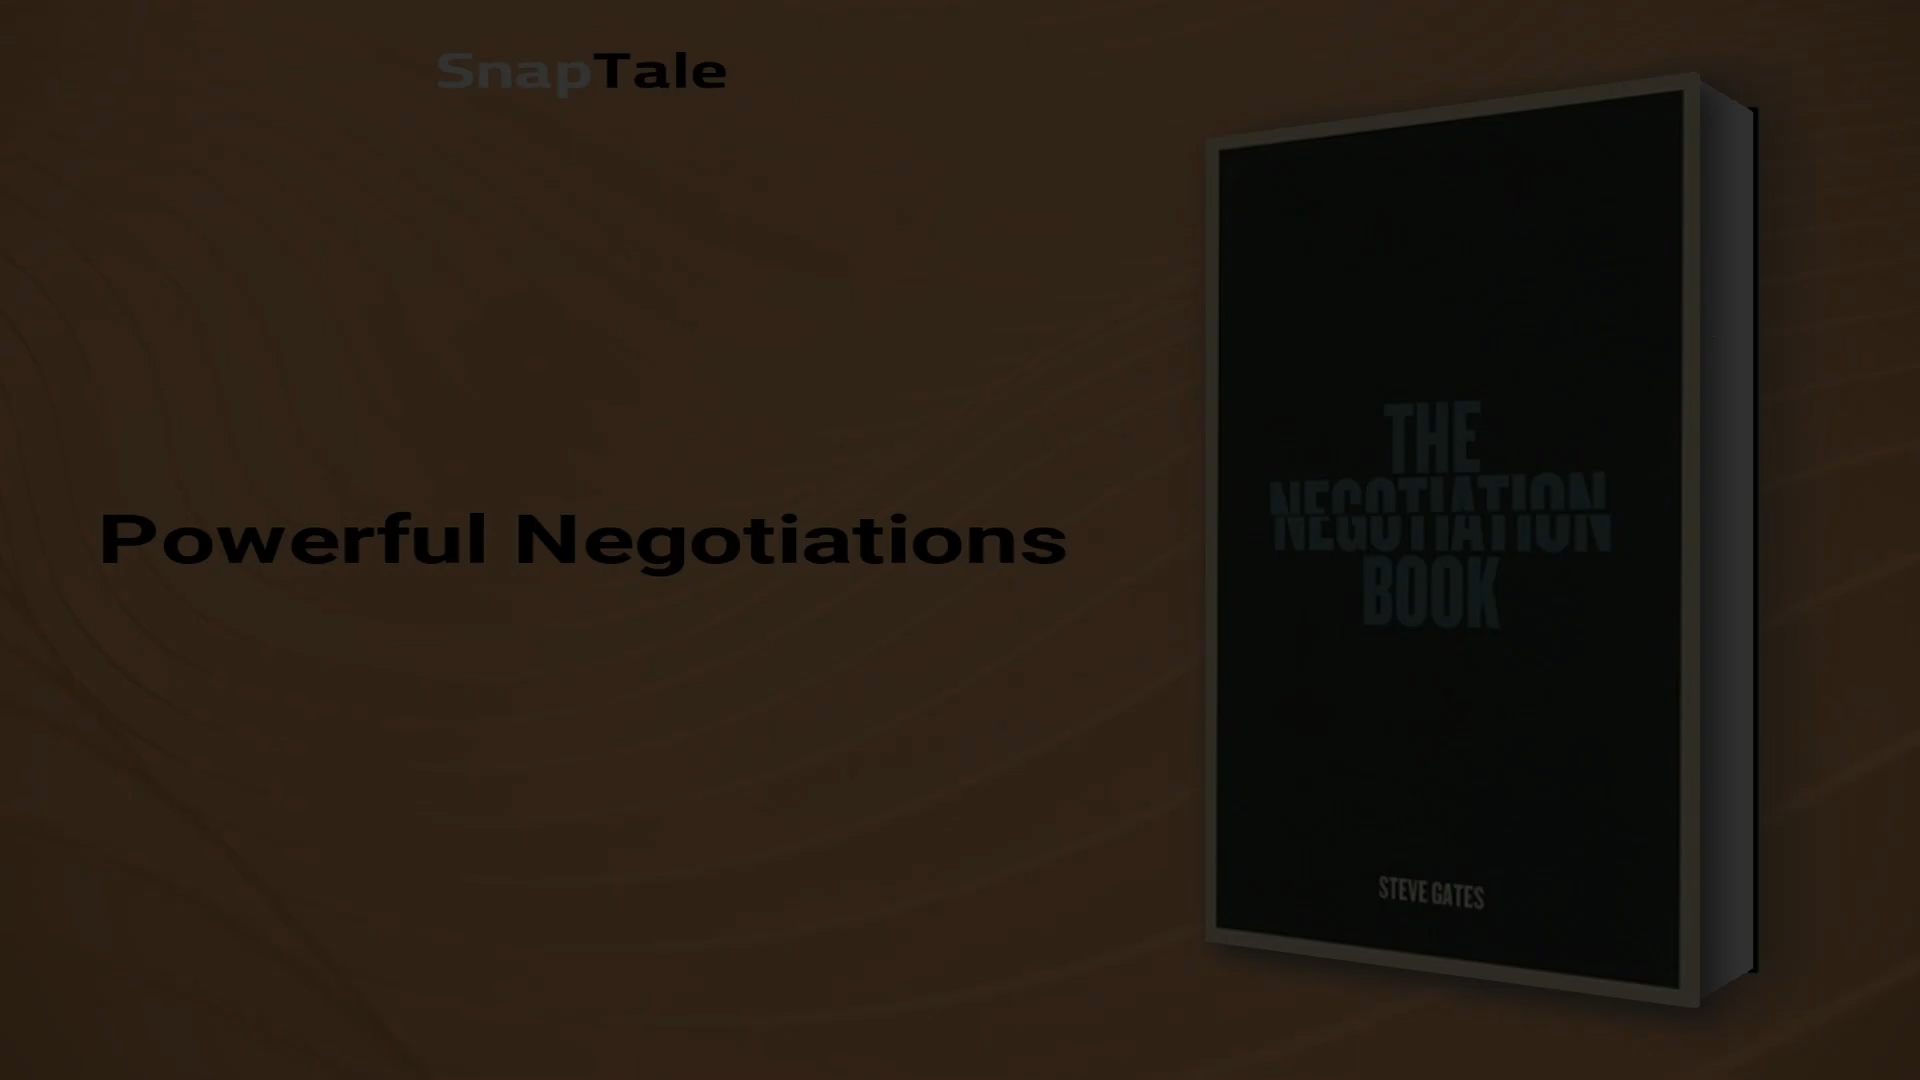 SnapTale
Powerful Negotiations
THE
NEGOTIATION
BOOK
STEVE GATES